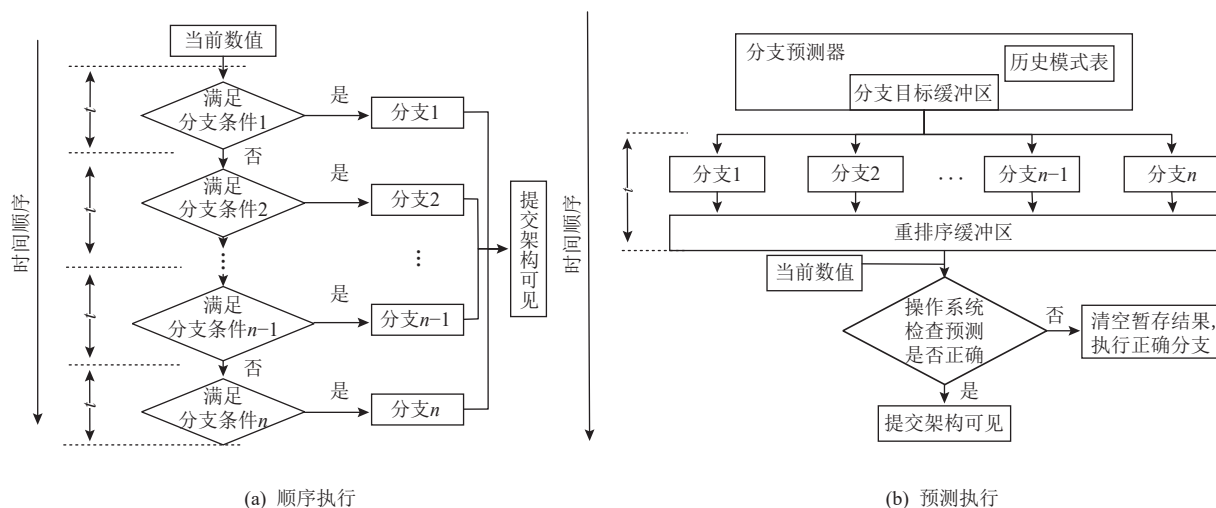 当前数值
时间顺序
t
满足
分支条件1
是
分支1
否
t
满足
分支条件2
是
分支2
⋮
⋮
t
满足
分支条件n−1
是
分支n−1
否
t
满足
分支条件n
是
分支n
提交架构可见
(a) 顺序执行
时间顺序
分支预测器
历史模式表
分支目标缓冲区
t
分支1
分支2
…
分支n−1
分支n
重排序缓冲区
当前数值
操作系统
检查预测
是否正确
否
清空暂存结果,
执行正确分支
是
提交架构可见
(b) 预测执行